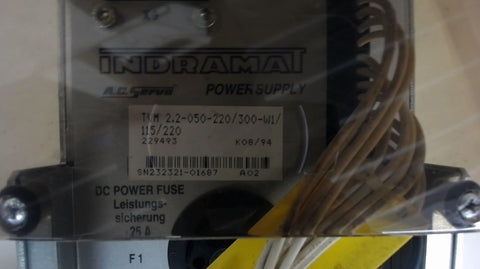 INDRAMAT
A.C. Servo POWER SUPPLY
TVM 2.2-050-220/300-W1/
115/220
229493 K08/94
SN232321-01687 A02
DC POWER FUSE
Leistungs-
sicherung
25 A
F1